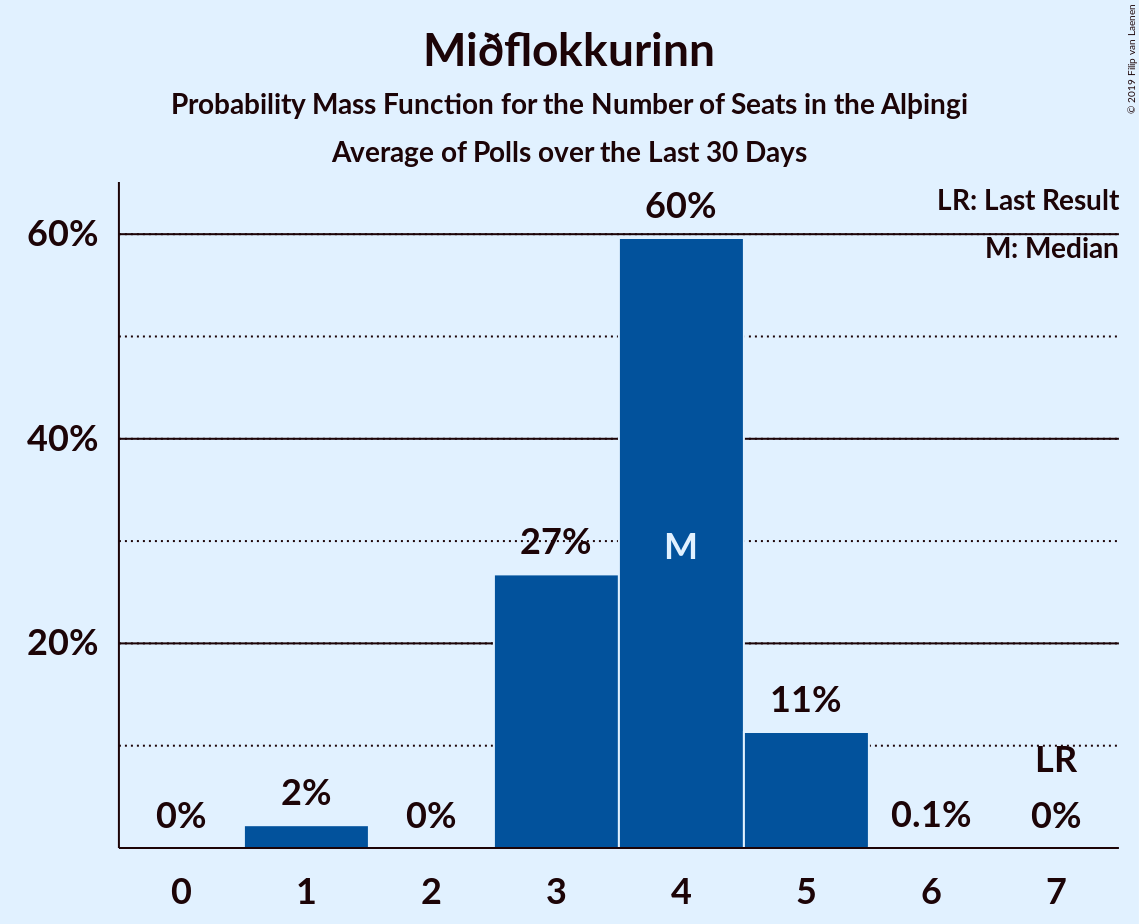 Miðflokkurinn
Probability Mass Function for the Number of Seats in the Alþingi
Average of Polls over the Last 30 Days
© 2019 Filip van Laenen
LR: Last Result
M: Median
60%
40%
20%
0%
2%
0%
27%
60%
M
11%
0.1%
LR
0%
0 1 2 3 4 5 6 7